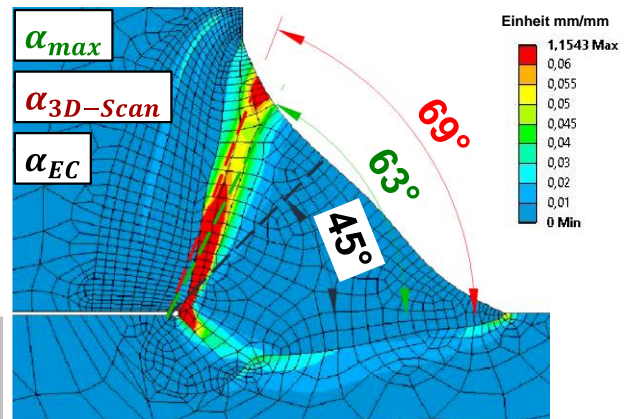 α_max
α_3D−Scan
α_EC
69°
63°
45°
Einheit mm/mm
1,1543 Max
0,06
0,055
0,05
0,045
0,04
0,03
0,02
0,01
0 Min